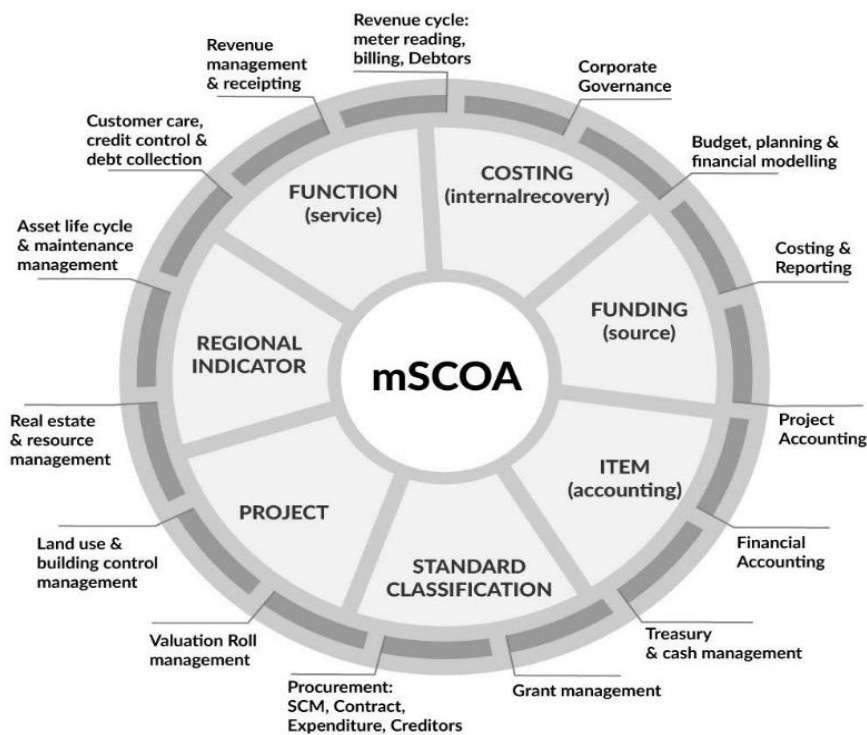 Revenue cycle:
meter reading,
billing, Debtors
Corporate
Governance
Budget, planning &
financial modelling
Costing &
Reporting
Project
Accounting
Financial
Accounting
Treasury
& cash management
Grant management
Procurement:
SCM, Contract,
Expenditure, Creditors
Valuation Roll
management
Land use &
building control
management
Real estate
& resource
management
Asset life cycle
& maintenance
management
Customer care,
credit control &
debt collection
Revenue
management
& receipting
FUNCTION
(service)
COSTING
(internalrecovery)
FUNDING
(source)
ITEM
(accounting)
STANDARD
CLASSIFICATION
PROJECT
REGIONAL
INDICATOR
mSCOA